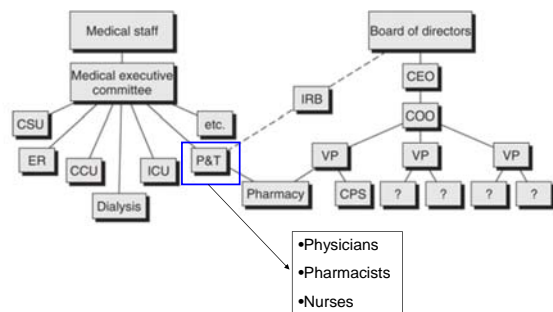 Medical staff
Board of directors
Medical executive
committee
CEO
IRB
COO
CSU
etc.
ER
CCU
ICU
P&T
VP
VP
VP
Dialysis
Pharmacy
CPS
?
?
?
?
•Physicians
•Pharmacists
•Nurses